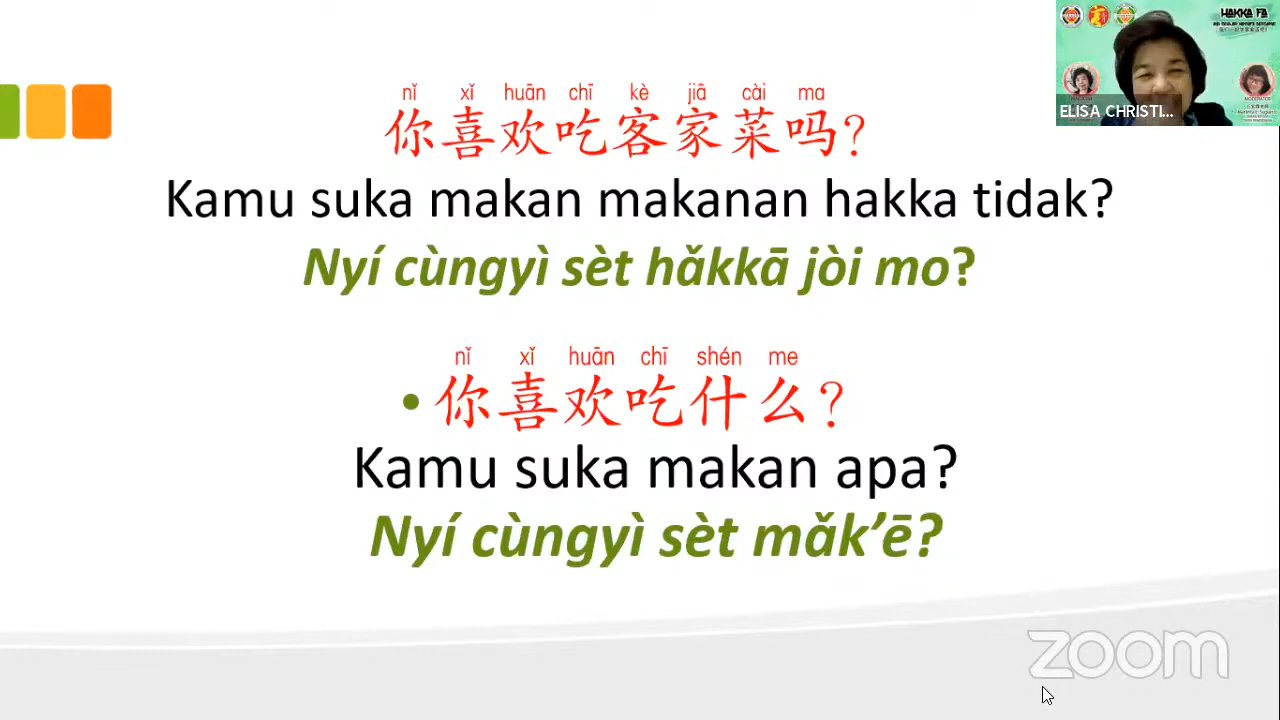 nǐ xǐ huān chī kè jiā cài ma
你喜欢吃客家菜吗?
Kamu suka makan makanan hakka tidak?
Nyí cùngyì sèt hǎkkā jòi mo?
nǐ xǐ huān chī shén me
• 你喜欢吃什么?
Kamu suka makan apa?
Nyí cùngyì sèt mǎk’ē?
HAKKA FA
MODERATOR
ELISA CHRISTI...
zoom